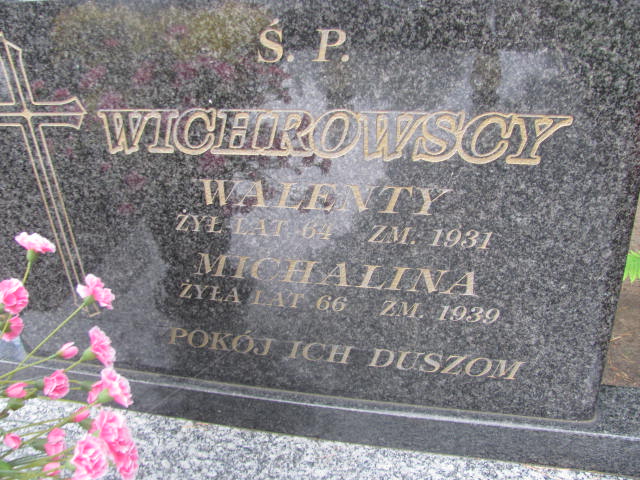 Ś. P.
WICHROWSCY
WALENTY
ŻYŁ LAT 64 ZM. 1931
MICHALINA
ŻYŁA LAT 66 ZM. 1939
POKÓJ ICH DUSZOM